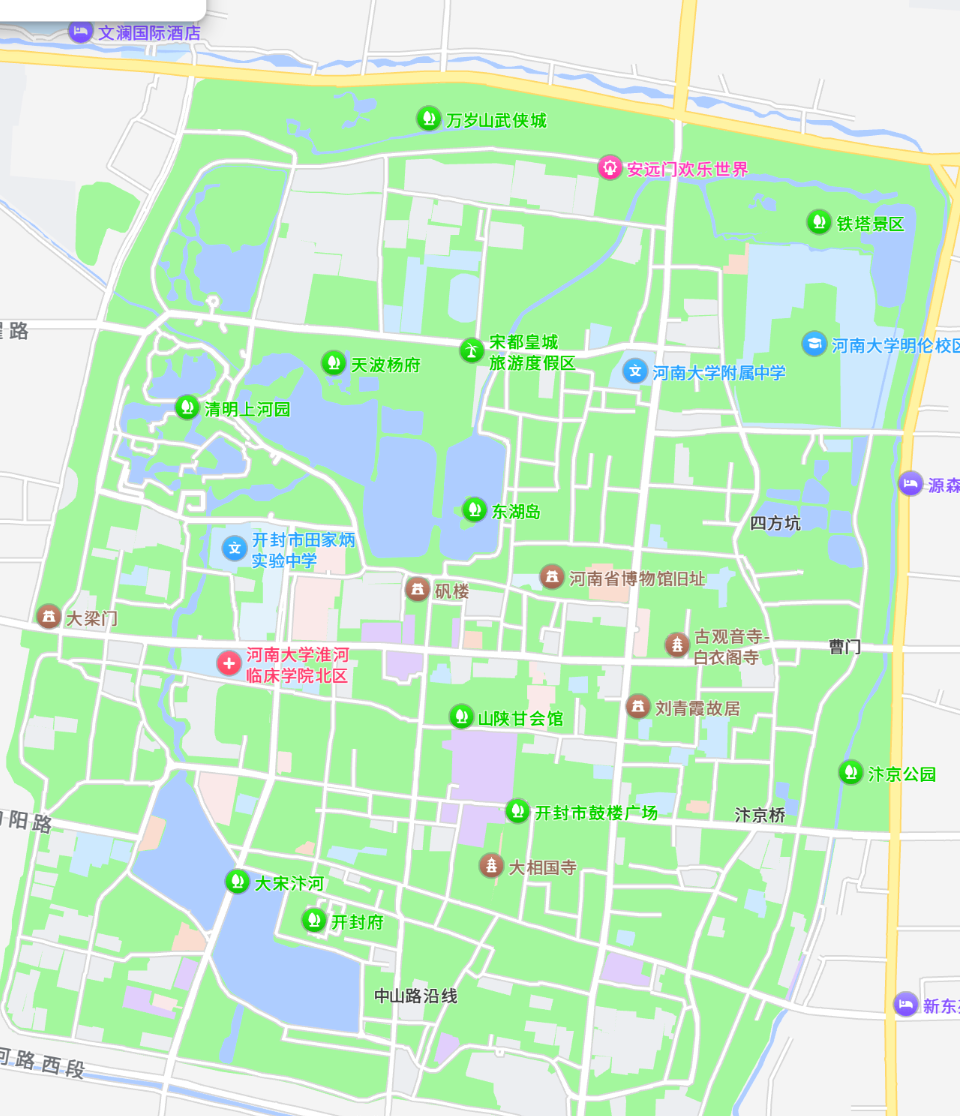 文澜国际酒店
万岁山武侠城
安远门欢乐世界
铁塔景区
路
宋都皇城
旅游度假区
河南大学明伦校区
天波杨府
河南大学附属中学
清明上河园
源森
东湖岛
四方坑
开封市田家炳
实验中学
河南省博物馆旧址
矾楼
大梁门
古观音寺-
白衣阁寺
曹门
河南大学淮河
临床学院北区
刘青霞故居
山陕甘会馆
汴京公园
阳路
开封市鼓楼广场
汴京桥
大相国寺
大宋汴河
开封府
中山路沿线
新东
河路西段